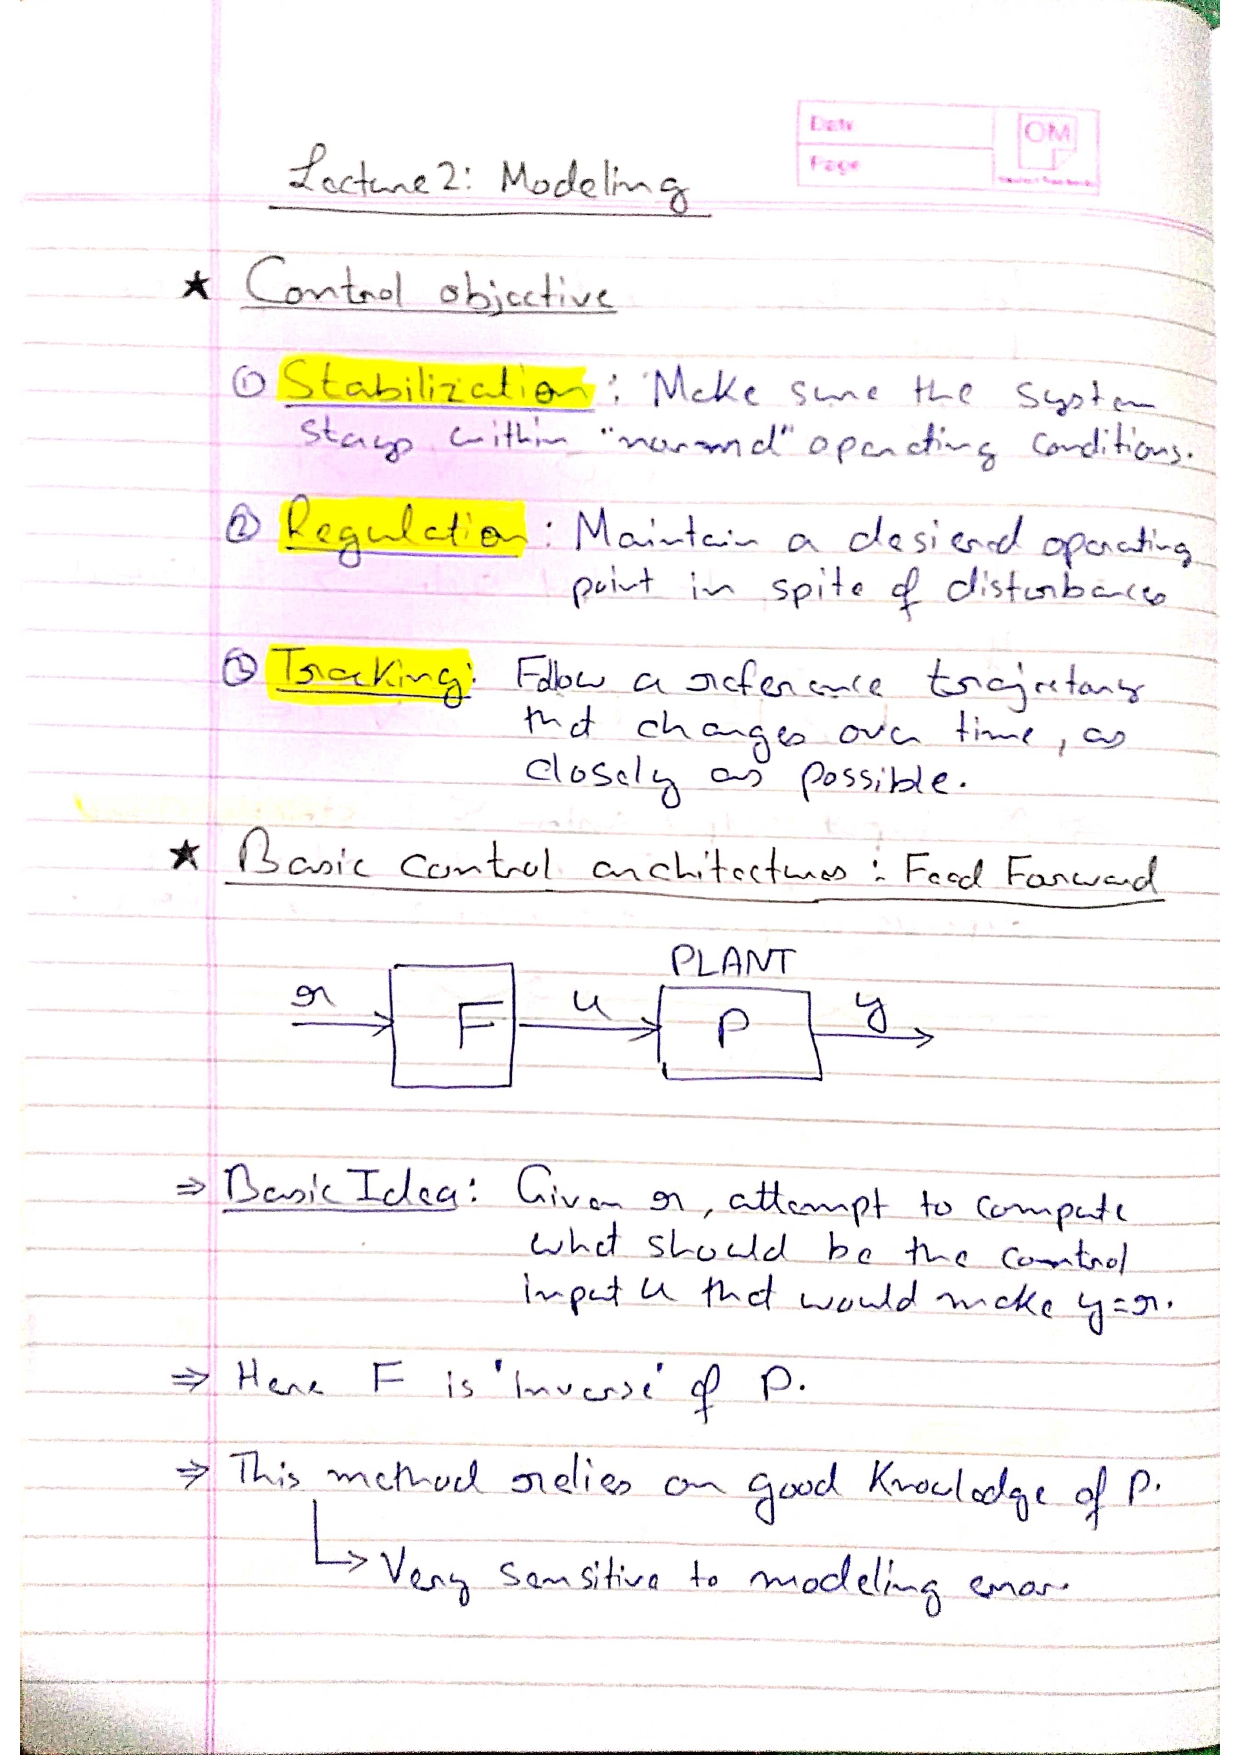 Date
OM
Page
Lecture 2: Modeling
★ Control objective
① Stabilization: Make sure the system
stays within "normal" operating conditions.
② Regulation: Maintain a desiered operating
point in spite of disturbances
③ Tracking: Follow a reference trajectory
that changes over time, as
closely as possible.
★ Basic control architectures: Feed Forward
PLANT
r F u P y
⇒ Basic Idea: Given r, attempt to compute
what should be the control
input u that would make y=r.
⇒ Here F is 'inverse' of P.
⇒ This method relies on good Knowledge of P.
↳ Very sensitive to modeling error.